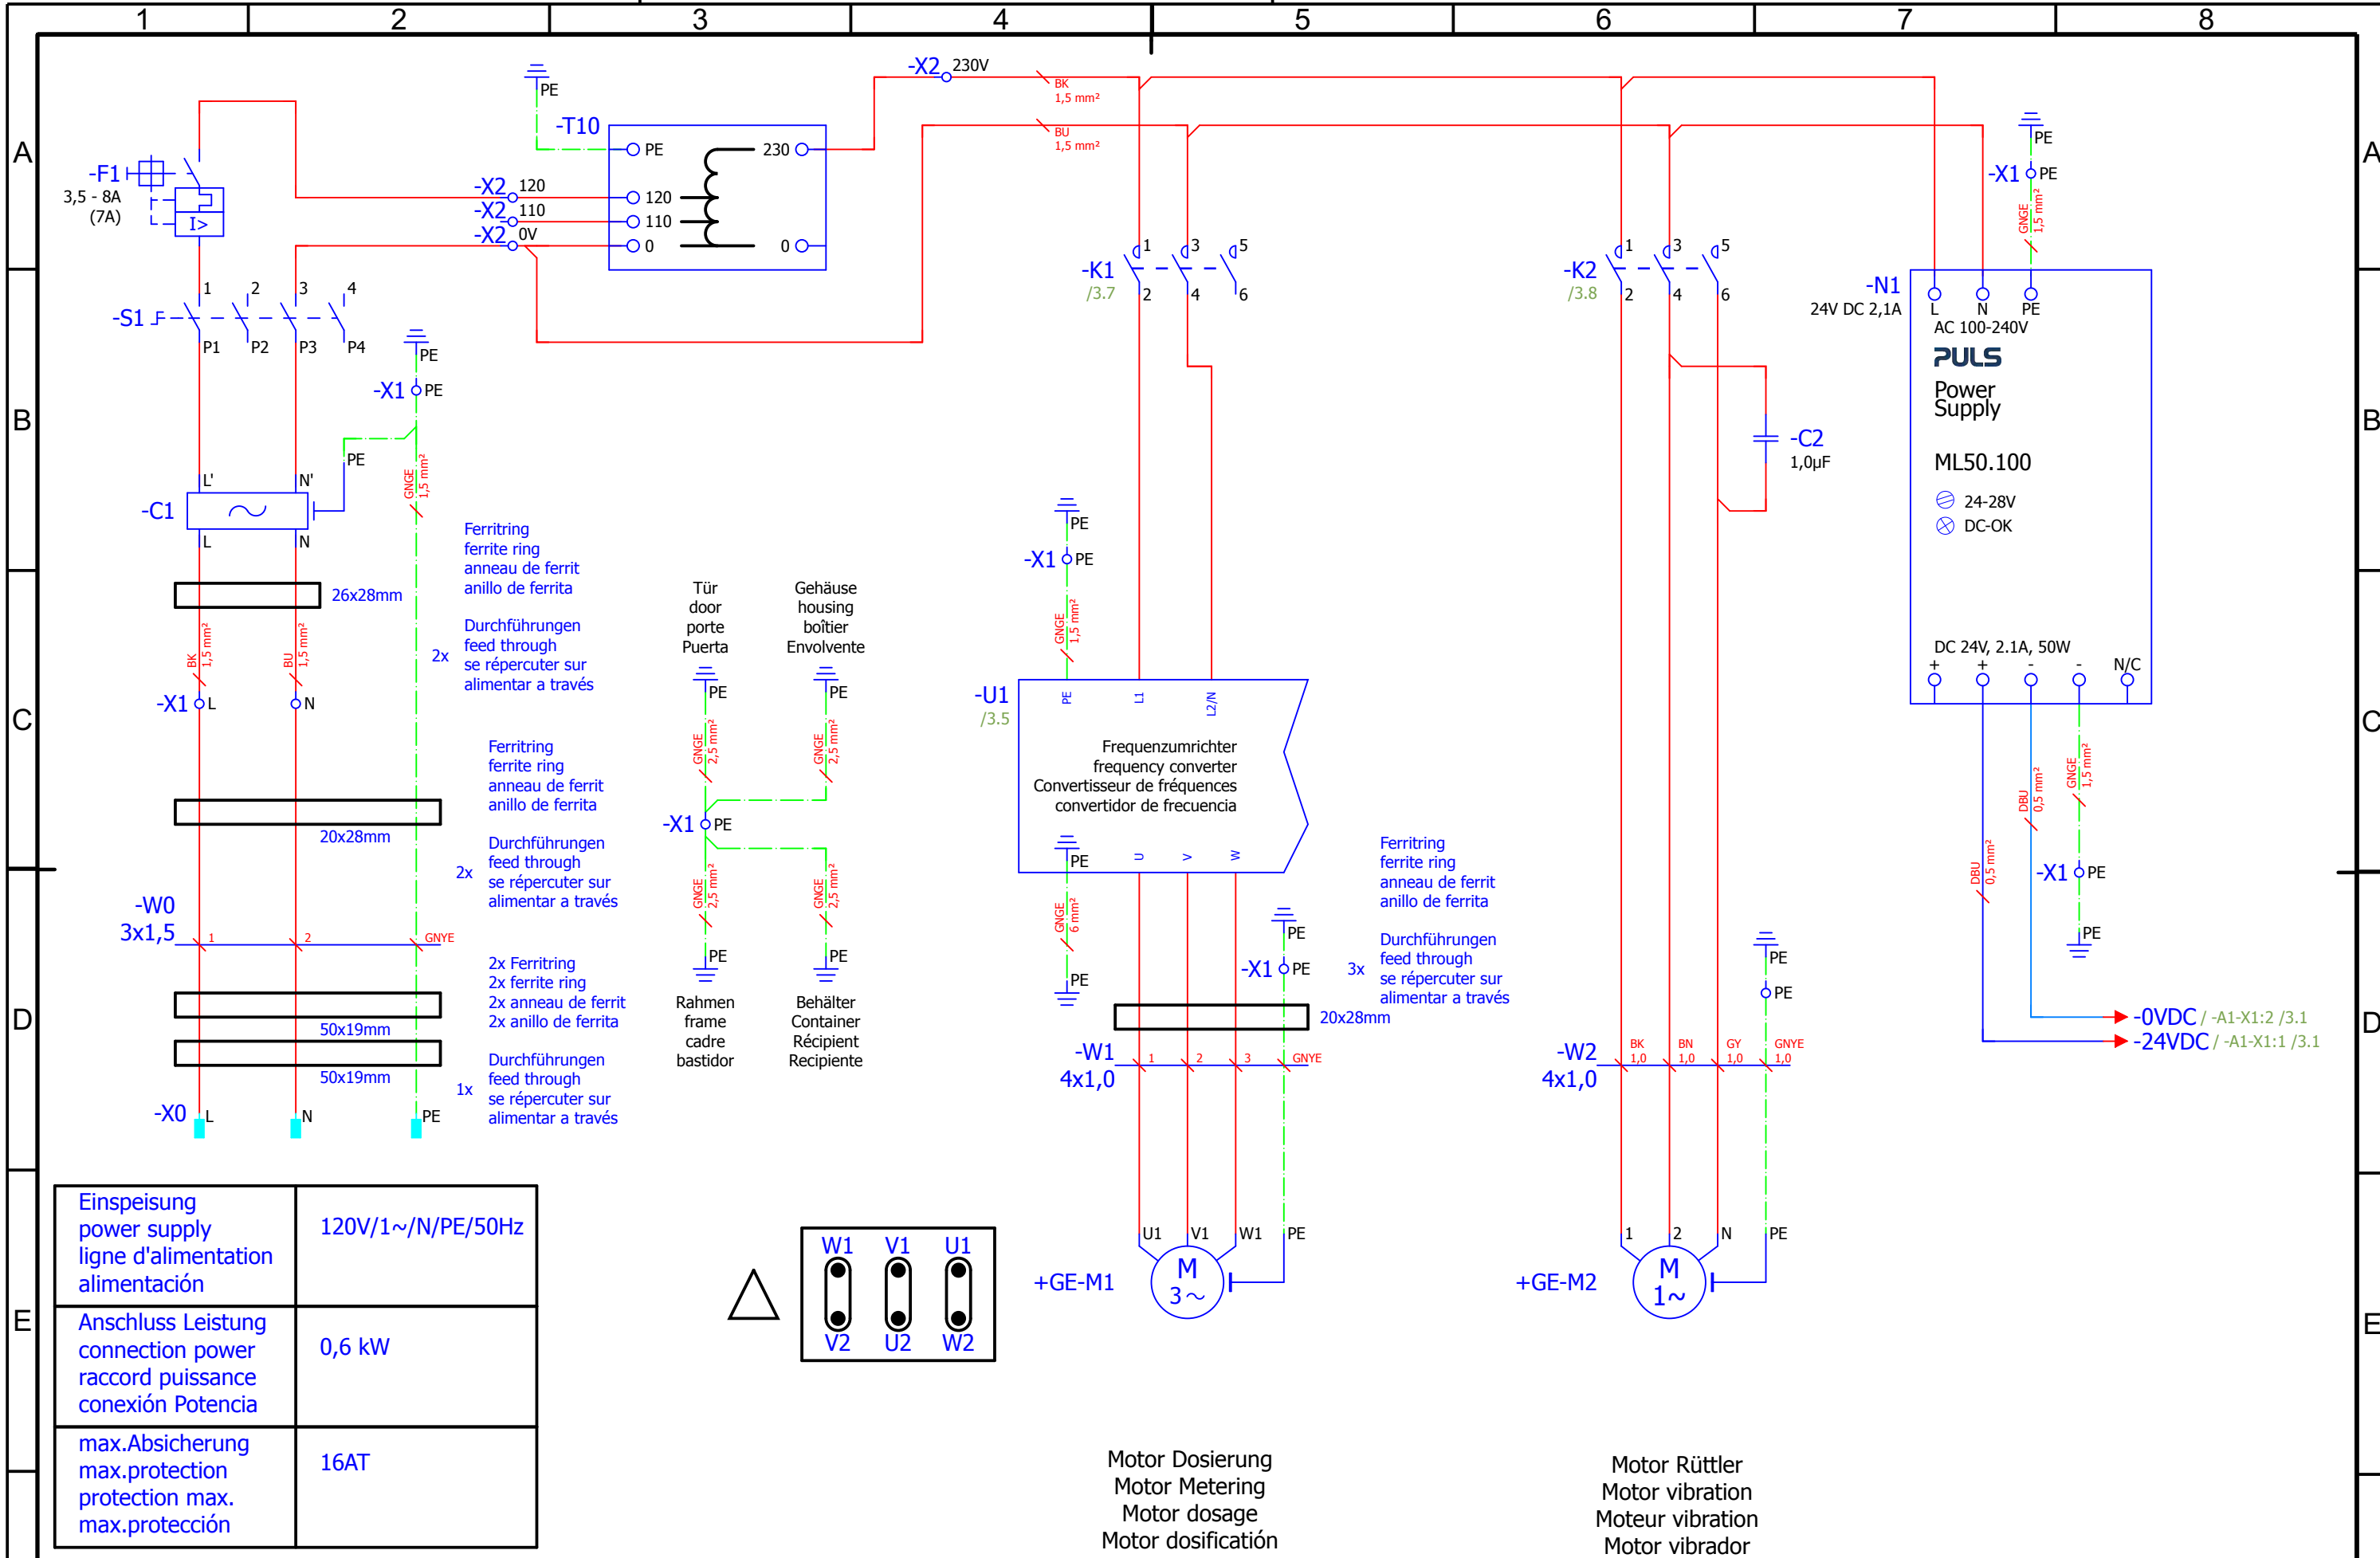 1 2 3 4 5 6 7 8
A
B
C
D
E
A
B
C
D
E
-F1
3,5 - 8A
(7A)
I>
-S1
1 2 3 4
P1 P2 P3 P4
PE
-X1 PE
GNGE
1,5 mm²
PE
L' N'
-C1
L N
26x28mm
BK
1,5 mm²
BU
1,5 mm²
-X1 L N
20x28mm
-W0
3x1,5
1 2 GNYE
50x19mm
50x19mm
-X0 L N PE
Ferritring
ferrite ring
anneau de ferrit
anillo de ferrita
2x
Durchführungen
feed through
se répercuter sur
alimentar a través
Ferritring
ferrite ring
anneau de ferrit
anillo de ferrita
2x
Durchführungen
feed through
se répercuter sur
alimentar a través
2x Ferritring
2x ferrite ring
2x anneau de ferrit
2x anillo de ferrita
1x
Durchführungen
feed through
se répercuter sur
alimentar a través
PE
-T10
PE 230
120
110
0 0
-X2 120
-X2 110
-X2 0V
-X2 230V
BK
1,5 mm²
BU
1,5 mm²
Tür
door
porte
Puerta
Gehäuse
housing
boîtier
Envolvente
PE PE
GNGE
2,5 mm²
GNGE
2,5 mm²
-X1 PE
GNGE
2,5 mm²
GNGE
2,5 mm²
PE PE
Rahmen
frame
cadre
bastidor
Behälter
Container
Récipient
Recipiente
-K1
/3.7
1 3 5
2 4 6
PE
-X1 PE
GNGE
1,5 mm²
-U1
/3.5
PE L1 L2/N
Frequenzumrichter
frequency converter
Convertisseur de fréquences
convertidor de frecuencia
PE U V W
GNGE
6 mm²
PE
PE
-X1 PE
20x28mm
Ferritring
ferrite ring
anneau de ferrit
anillo de ferrita
3x
Durchführungen
feed through
se répercuter sur
alimentar a través
-W1
4x1,0
1 2 3 GNYE
U1 V1 W1 PE
+GE-M1
M
3~
-K2
/3.8
1 3 5
2 4 6
-C2
1,0µF
PE
PE
-W2
4x1,0
BK
1,0
BN
1,0
GY
1,0
GNYE
1,0
1 2 N PE
+GE-M2
M
1~
PE
-X1 PE
GNGE
1,5 mm²
-N1
24V DC 2,1A
L N PE
AC 100-240V
PULS
Power
Supply
ML50.100
24-28V
DC-OK
DC 24V, 2.1A, 50W
+ + - - N/C
DBU
0,5 mm²
DBU
0,5 mm²
GNGE
1,5 mm²
-X1 PE
PE
-0VDC / -A1-X1:2 /3.1
-24VDC / -A1-X1:1 /3.1
Einspeisung
power supply
ligne d'alimentation
alimentación
120V/1~/N/PE/50Hz
Anschluss Leistung
connection power
raccord puissance
conexión Potencia
0,6 kW
max.Absicherung
max.protection
protection max.
max.protección
16AT
W1 V1 U1
V2 U2 W2
Motor Dosierung
Motor Metering
Motor dosage
Motor dosificatión
Motor Rüttler
Motor vibration
Moteur vibration
Motor vibrador